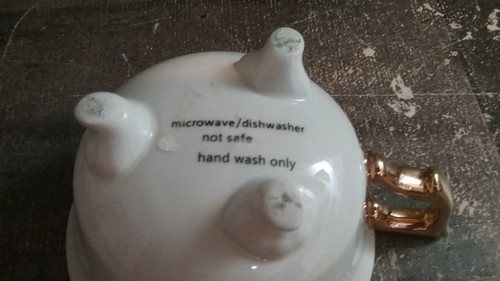 microwave/dishwasher
not safe
hand wash only